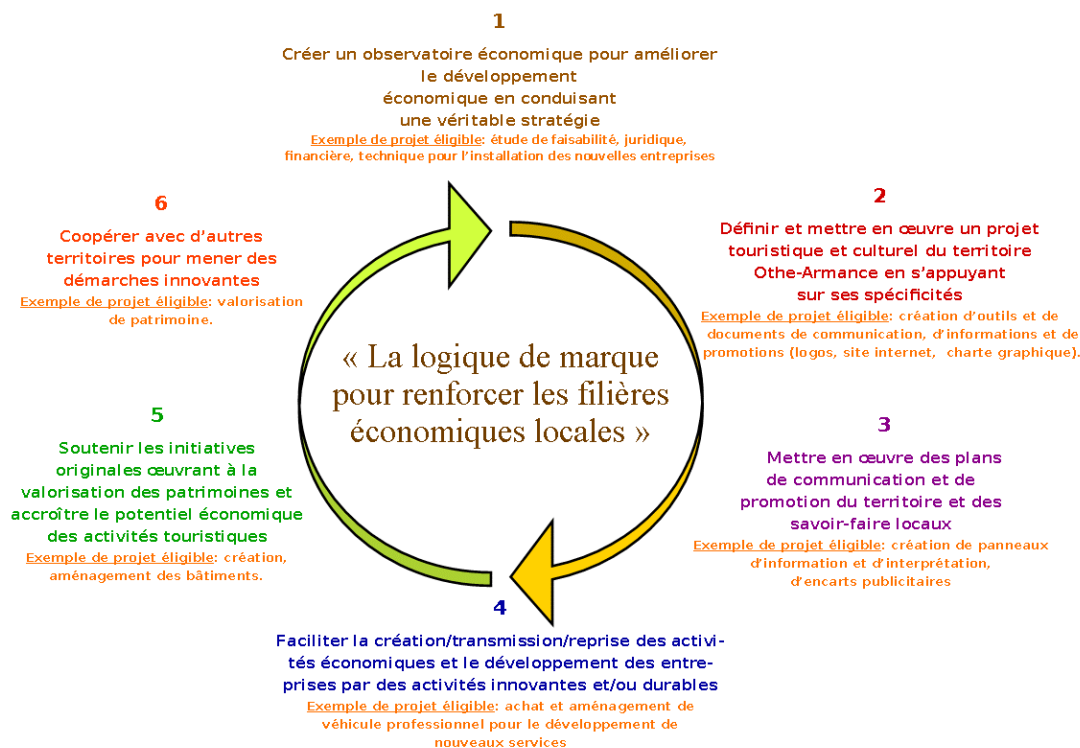 1
Créer un observatoire économique pour améliorer
le développement
économique en conduisant
une véritable stratégie
Exemple de projet éligible: étude de faisabilité, juridique,
financière, technique pour l’installation des nouvelles entreprises
2
Définir et mettre en œuvre un projet
touristique et culturel du territoire
Othe-Armance en s’appuyant
sur ses spécificités
Exemple de projet éligible: création d’outils et de
documents de communication, d’informations et de
promotions (logos, site internet, charte graphique).
3
Mettre en œuvre des plans
de communication et de
promotion du territoire et des
savoir-faire locaux
Exemple de projet éligible: création de panneaux
d’information et d’interprétation,
d’encarts publicitaires
4
Faciliter la création/transmission/reprise des activi-
tés économiques et le développement des entre-
prises par des activités innovantes et/ou durables
Exemple de projet éligible: achat et aménagement de
véhicule professionnel pour le développement de
nouveaux services
5
Soutenir les initiatives
originales œuvrant à la
valorisation des patrimoines et
accroître le potentiel économique
des activités touristiques
Exemple de projet éligible: création,
aménagement des bâtiments.
6
Coopérer avec d’autres
territoires pour mener des
démarches innovantes
Exemple de projet éligible: valorisation
de patrimoine.
« La logique de marque
pour renforcer les filières
économiques locales »